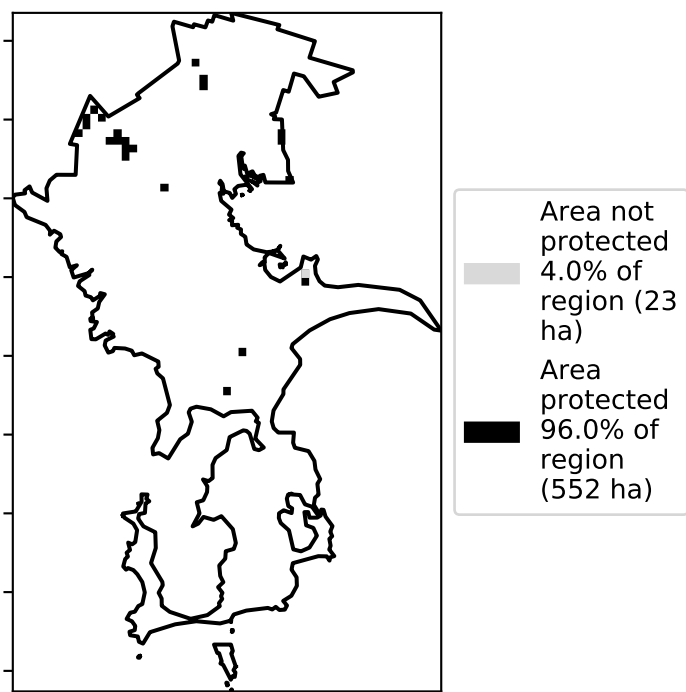 Area not
protected
4.0% of
region (23
ha)
Area
protected
96.0% of
region
(552 ha)